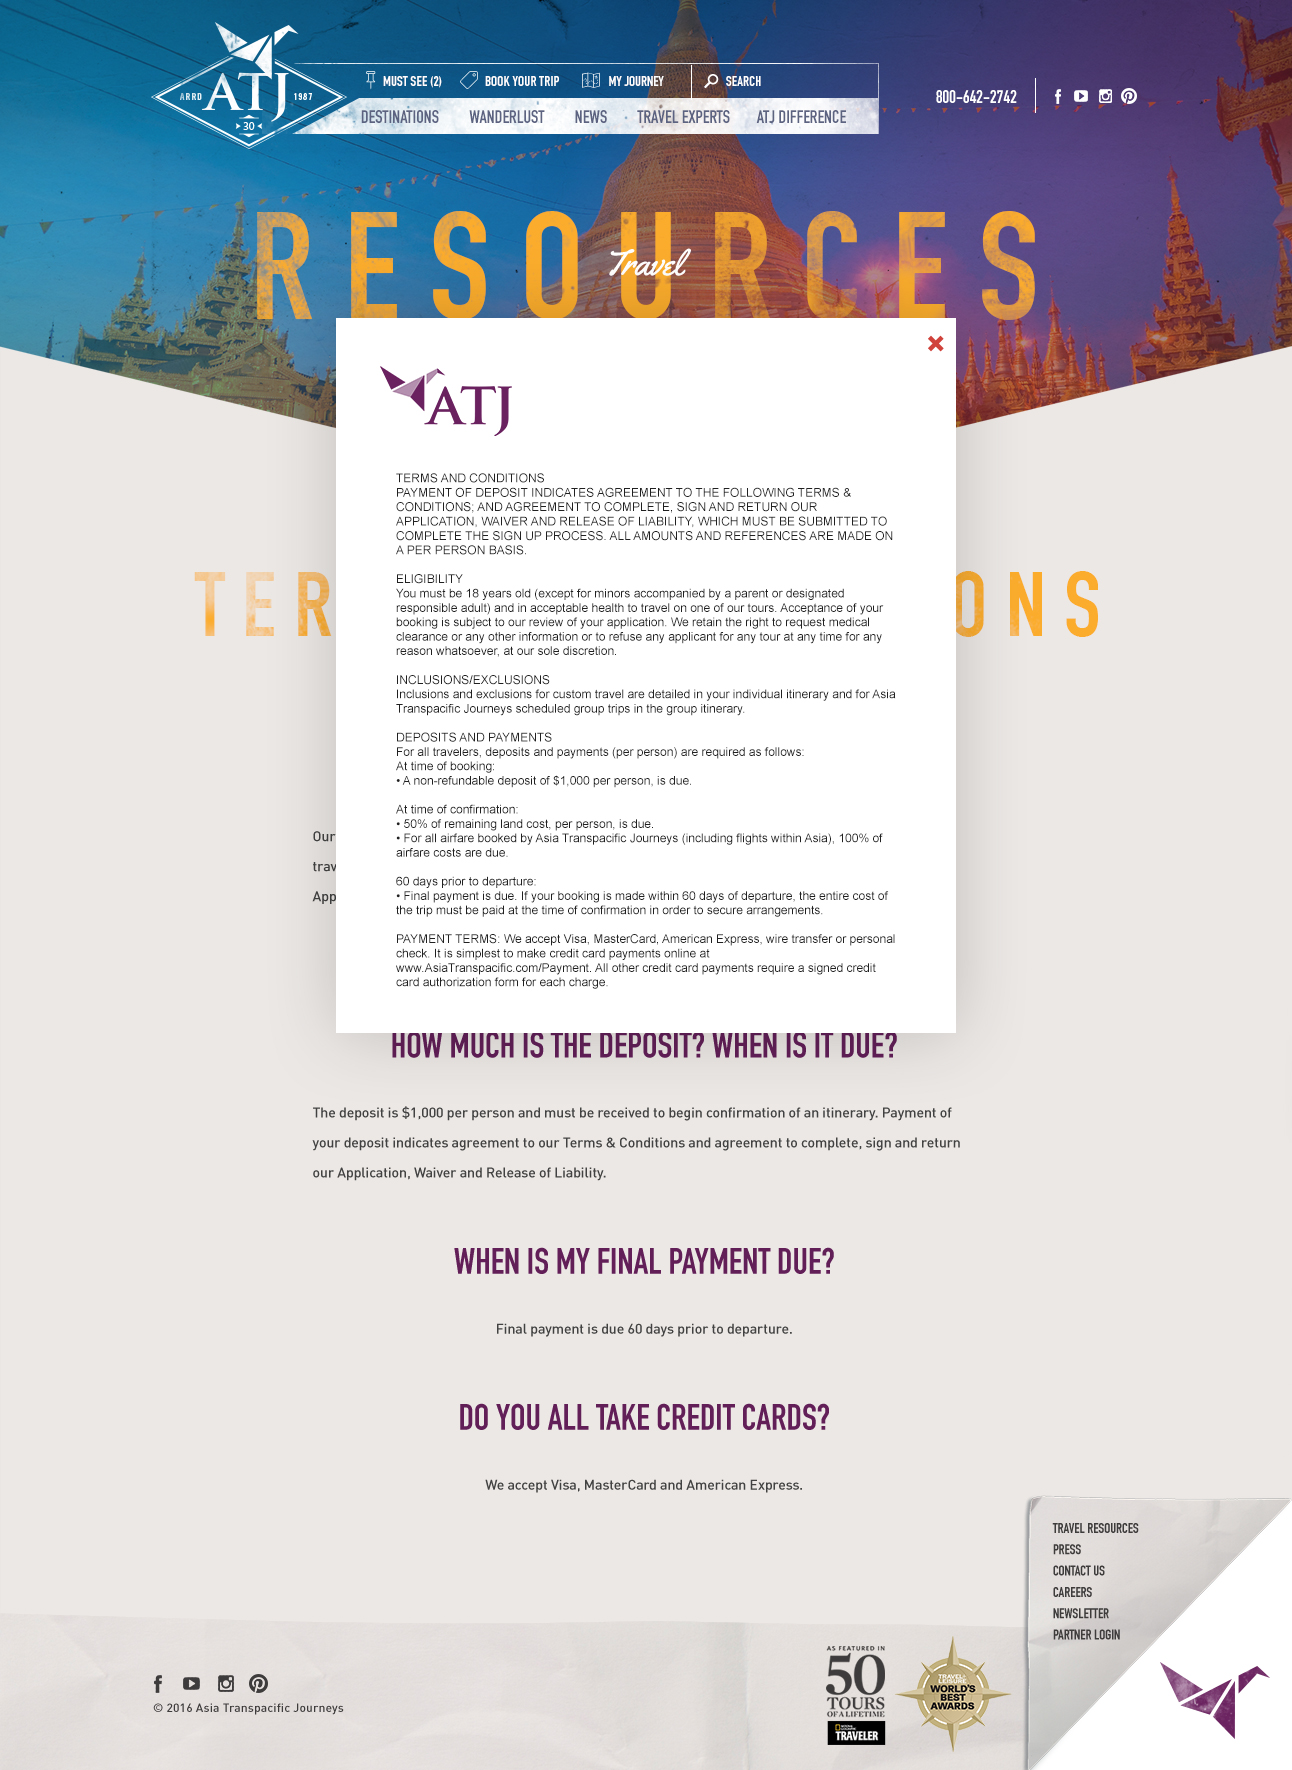 ARRD
ATJ
1987
30
MUST SEE (2)
BOOK YOUR TRIP
MY JOURNEY
SEARCH
DESTINATIONS
WANDERLUST
NEWS
TRAVEL EXPERTS
ATJ DIFFERENCE
800-642-2742
RESOURCES
Travel
ATJ
TERMS AND CONDITIONS
PAYMENT OF DEPOSIT INDICATES AGREEMENT TO THE FOLLOWING TERMS &
CONDITIONS; AND AGREEMENT TO COMPLETE, SIGN AND RETURN OUR
APPLICATION, WAIVER AND RELEASE OF LIABILITY, WHICH MUST BE SUBMITTED TO
COMPLETE THE SIGN UP PROCESS. ALL AMOUNTS AND REFERENCES ARE MADE ON
A PER PERSON BASIS.
ELIGIBILITY
You must be 18 years old (except for minors accompanied by a parent or designated
responsible adult) and in acceptable health to travel on one of our tours. Acceptance of your
booking is subject to our review of your application. We retain the right to request medical
clearance or any other information or to refuse any applicant for any tour at any time for any
reason whatsoever, at our sole discretion.
INCLUSIONS/EXCLUSIONS
Inclusions and exclusions for custom travel are detailed in your individual itinerary and for Asia
Transpacific Journeys scheduled group trips in the group itinerary.
DEPOSITS AND PAYMENTS
For all travelers, deposits and payments (per person) are required as follows:
At time of booking:
• A non-refundable deposit of $1,000 per person, is due.
At time of confirmation:
• 50% of remaining land cost, per person, is due.
• For all airfare booked by Asia Transpacific Journeys (including flights within Asia), 100% of
airfare costs are due.
60 days prior to departure:
• Final payment is due. If your booking is made within 60 days of departure, the entire cost of
the trip must be paid at the time of confirmation in order to secure arrangements.
PAYMENT TERMS: We accept Visa, MasterCard, American Express, wire transfer or personal
check. It is simplest to make credit card payments online at
www.AsiaTranspacific.com/Payment. All other credit card payments require a signed credit
card authorization form for each charge.
TER
ONS
Our
trav
App
HOW MUCH IS THE DEPOSIT? WHEN IS IT DUE?
The deposit is $1,000 per person and must be received to begin confirmation of an itinerary. Payment of
your deposit indicates agreement to our Terms & Conditions and agreement to complete, sign and return
our Application, Waiver and Release of Liability.
WHEN IS MY FINAL PAYMENT DUE?
Final payment is due 60 days prior to departure.
DO YOU ALL TAKE CREDIT CARDS?
We accept Visa, MasterCard and American Express.
TRAVEL RESOURCES
PRESS
CONTACT US
CAREERS
NEWSLETTER
PARTNER LOGIN
© 2016 Asia Transpacific Journeys
AS FEATURED IN
50
TOURS
OF A LIFETIME
NATIONAL GEOGRAPHIC
TRAVELER
TRAVEL+
LEISURE
WORLD'S
BEST
AWARDS